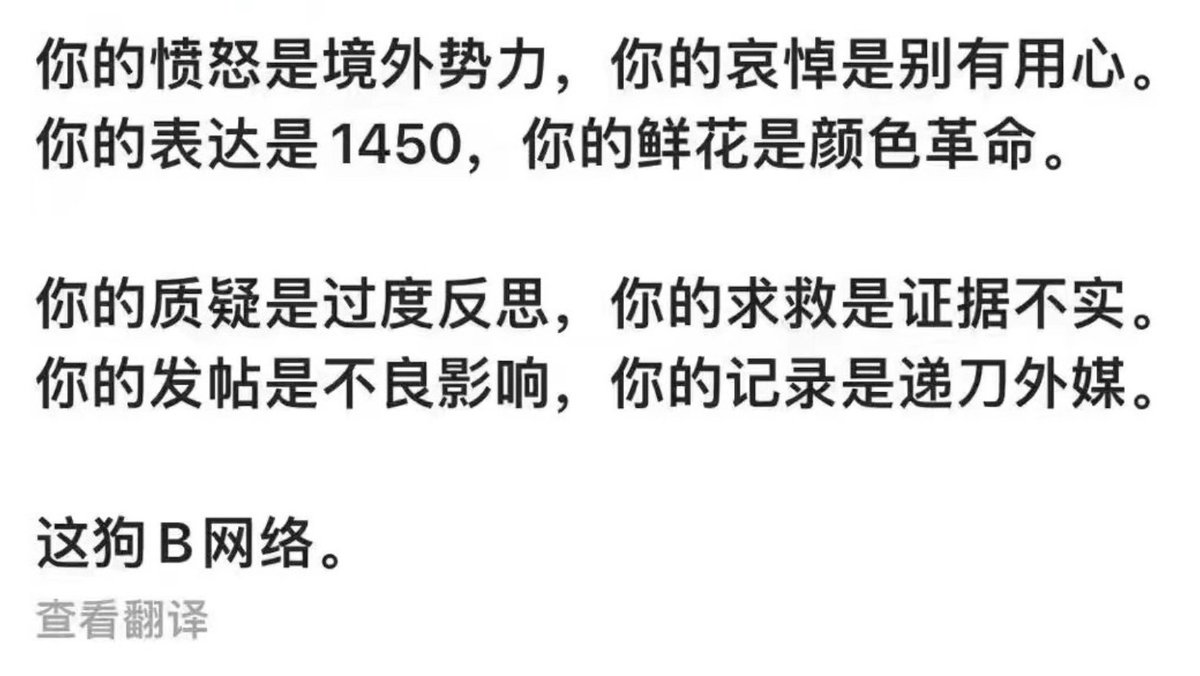 你的愤怒是境外势力，你的哀悼是别有用心。
你的表达是1450，你的鲜花是颜色革命。
你的质疑是过度反思，你的求救是证据不实。
你的发帖是不良影响，你的记录是递刀外媒。
这狗B网络。
查看翻译